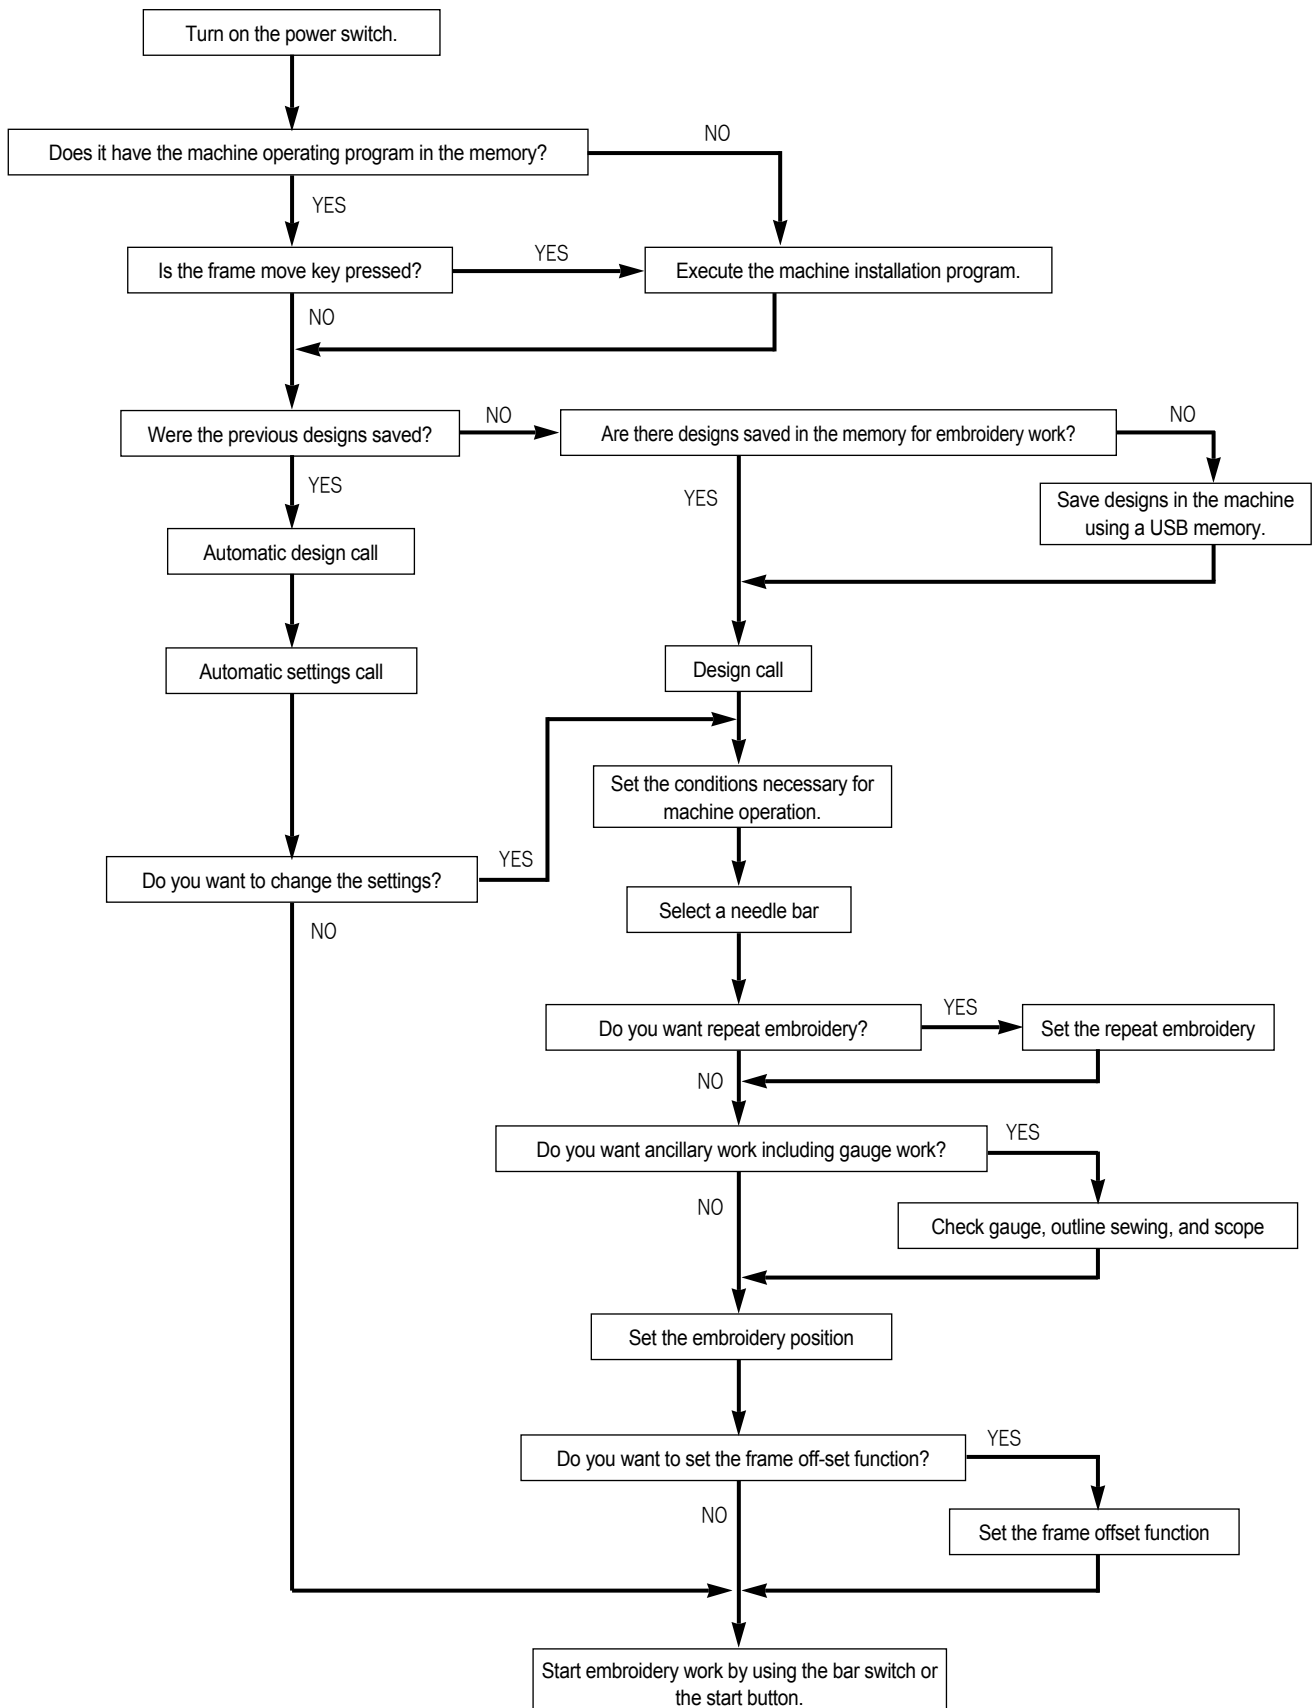 Turn on the power switch.
Does it have the machine operating program in the memory?
NO
YES
Is the frame move key pressed?
YES
Execute the machine installation program.
NO
Were the previous designs saved?
NO
Are there designs saved in the memory for embroidery work?
NO
YES
YES
Save designs in the machine
using a USB memory.
Automatic design call
Automatic settings call
Design call
Set the conditions necessary for
machine operation.
Do you want to change the settings?
YES
NO
Select a needle bar
Do you want repeat embroidery?
YES
Set the repeat embroidery
NO
Do you want ancillary work including gauge work?
YES
NO
Check gauge, outline sewing, and scope
Set the embroidery position
Do you want to set the frame off-set function?
YES
NO
Set the frame offset function
Start embroidery work by using the bar switch or
the start button.